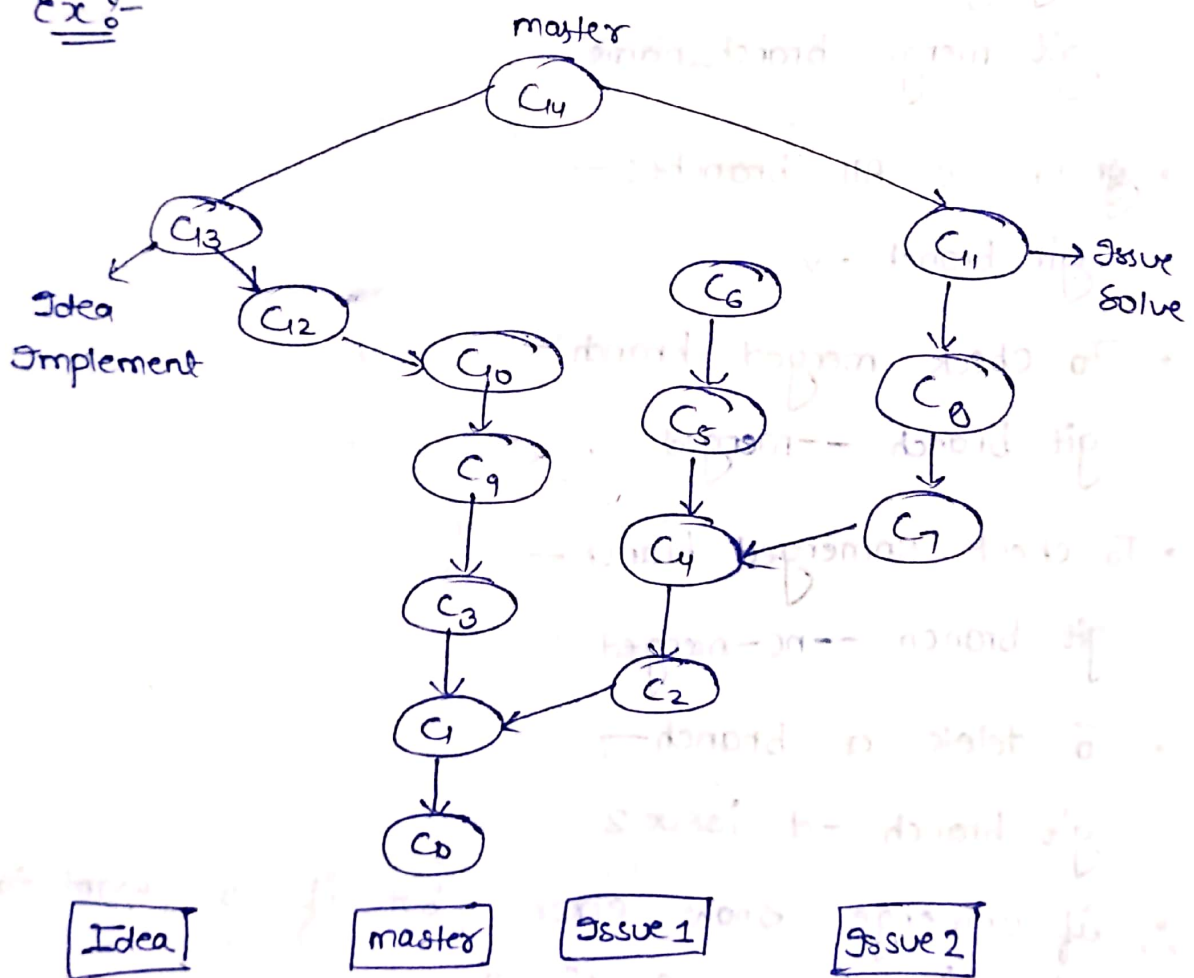 Ex:-
master
C14
C13
C11
Issue
Solve
C6
Idea
Implement
C12
C10
C8
C5
C9
C7
C4
C3
C2
C1
C0
Idea
master
Issue 1
Issue 2